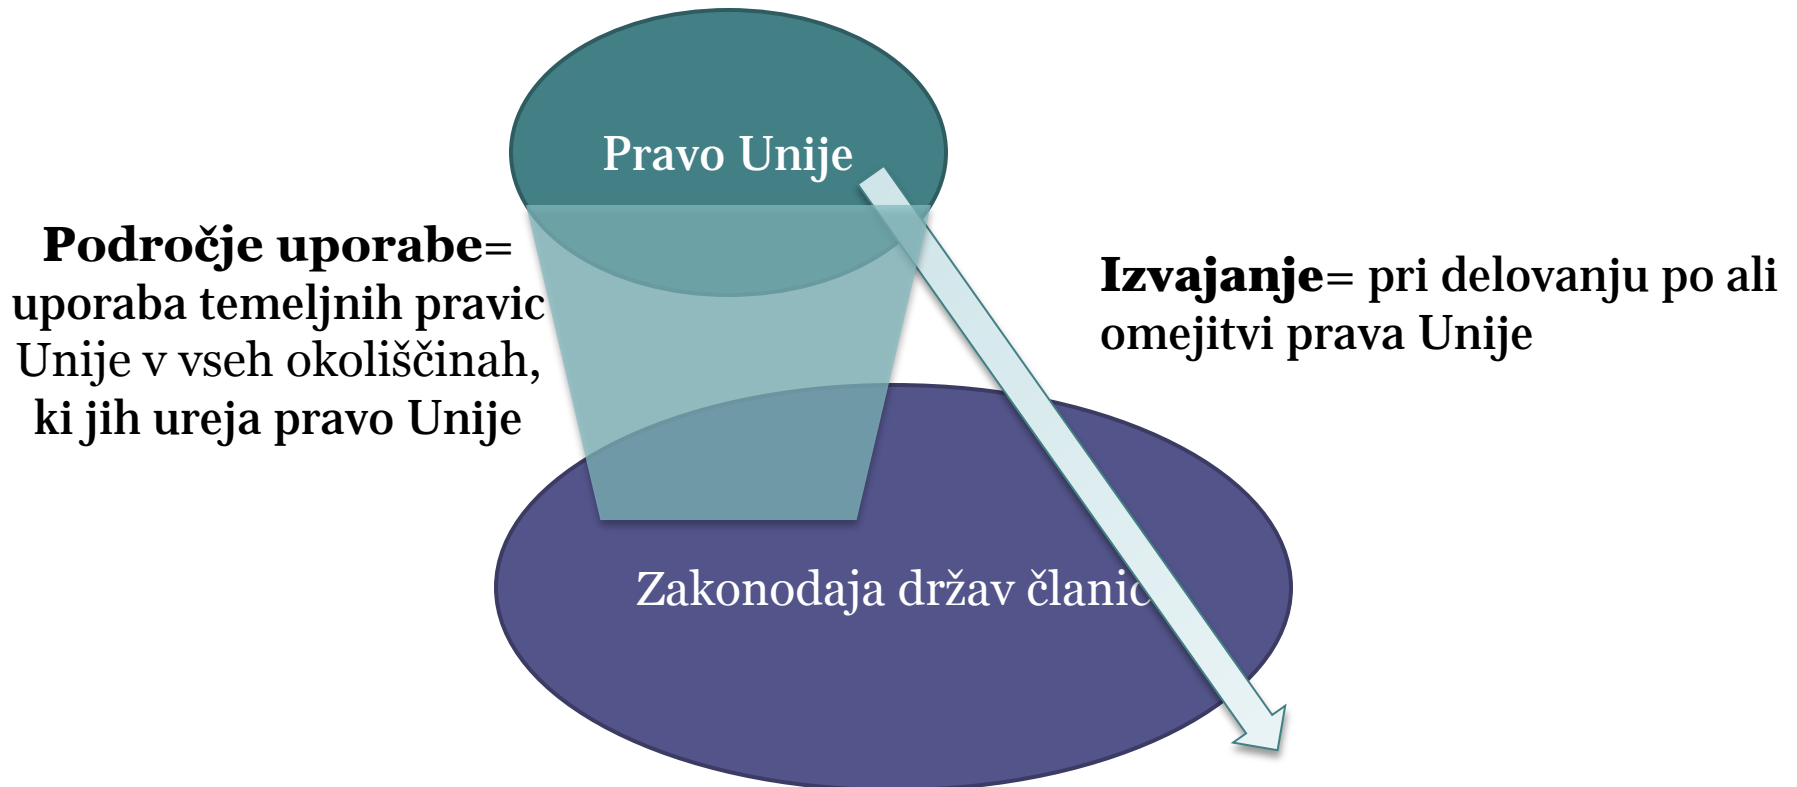 Pravo Unije
Področje uporabe=
uporaba temeljnih pravic
Unije v vseh okoliščinah,
ki jih ureja pravo Unije
Izvajanje= pri delovanju po ali
omejitvi prava Unije
Zakonodaja držav članic